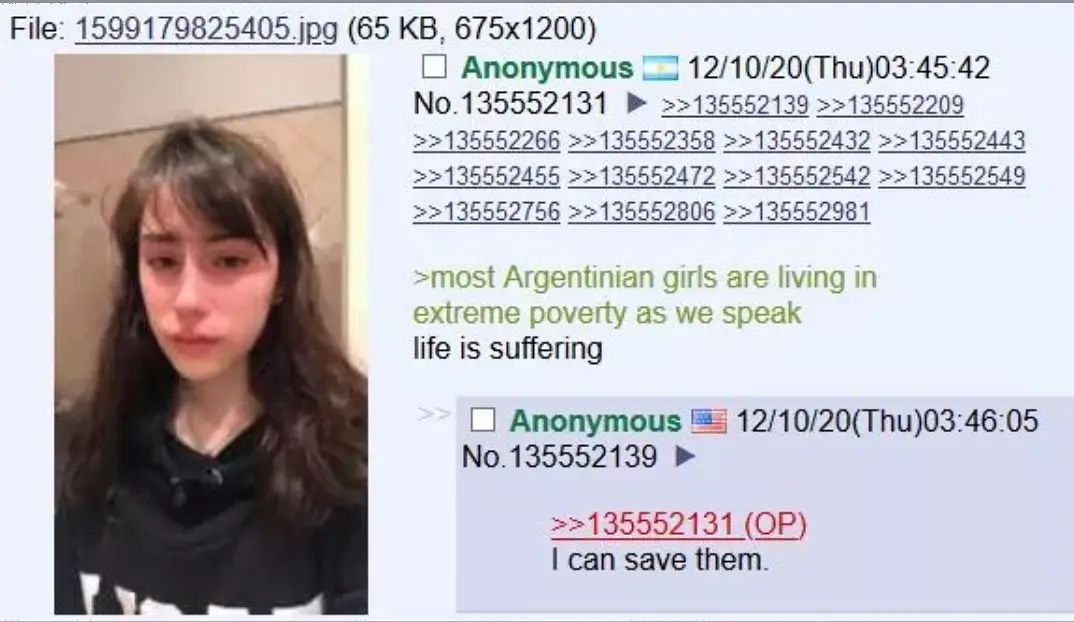 File: 1599179825405.jpg (65 KB, 675x1200)
Anonymous 12/10/20(Thu)03:45:42
No.135552131 ▶ >>135552139 >>135552209
>>135552266 >>135552358 >>135552432 >>135552443
>>135552455 >>135552472 >>135552542 >>135552549
>>135552756 >>135552806 >>135552981
>most Argentinian girls are living in
extreme poverty as we speak
life is suffering
>> Anonymous 12/10/20(Thu)03:46:05
No.135552139 ▶
>>135552131 (OP)
I can save them.